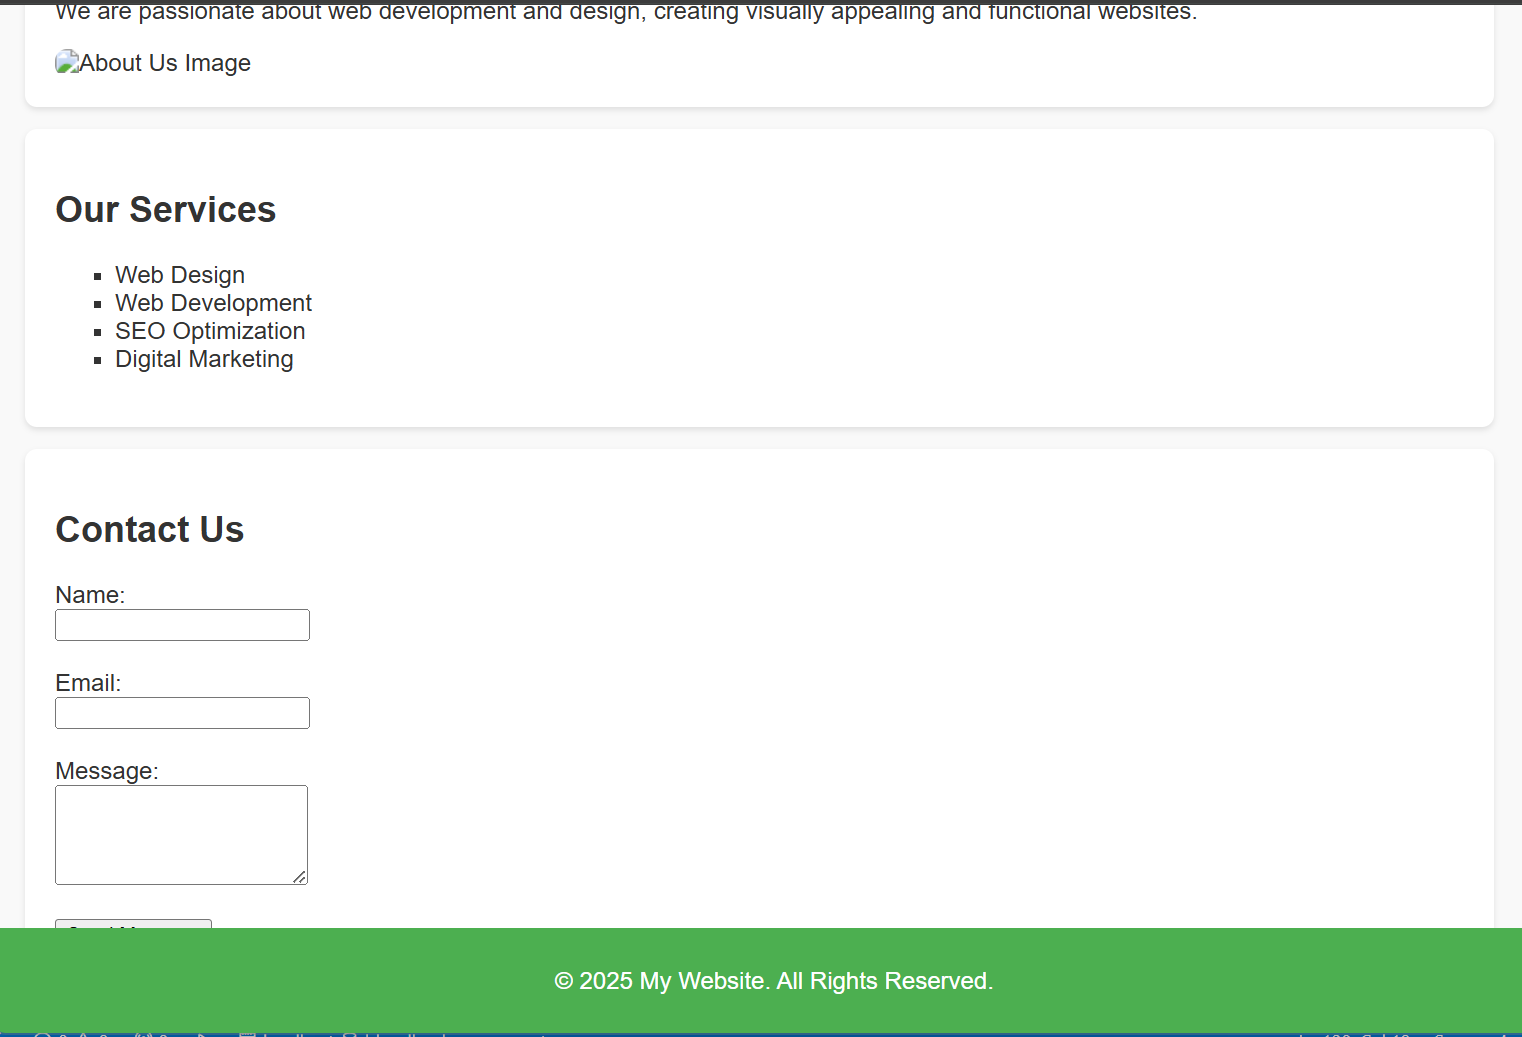 We are passionate about web development and design, creating visually appealing and functional websites.
About Us Image
Our Services
Web Design
Web Development
SEO Optimization
Digital Marketing
Contact Us
Name:
Email:
Message:
© 2025 My Website. All Rights Reserved.